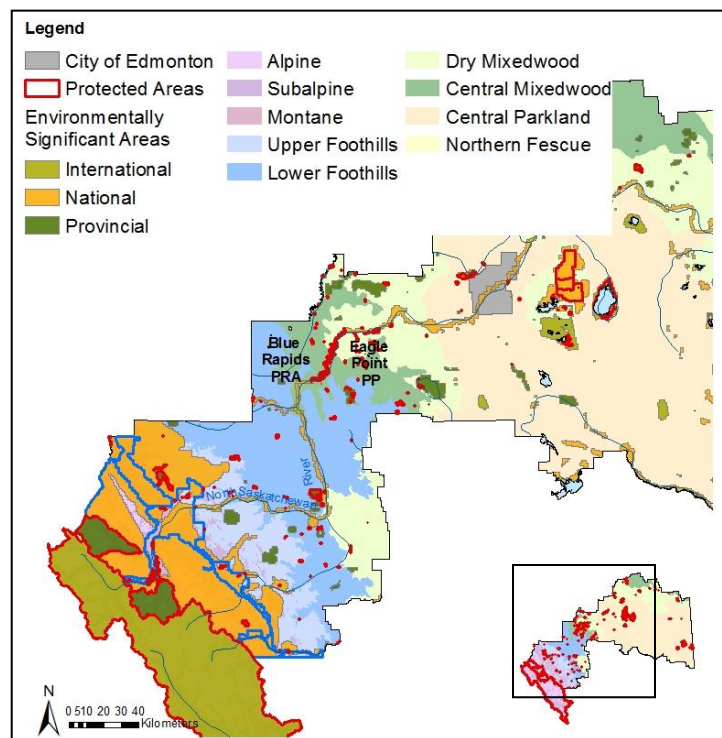 Legend
City of Edmonton
Protected Areas
Environmentally
Significant Areas
International
National
Provincial
Alpine
Subalpine
Montane
Upper Foothills
Lower Foothills
Dry Mixedwood
Central Mixedwood
Central Parkland
Northern Fescue
Blue
Rapids
PRA
Eagle
Point
PP
North Saskatchewan River
N
0 5 10 20 30 40
Kilometers